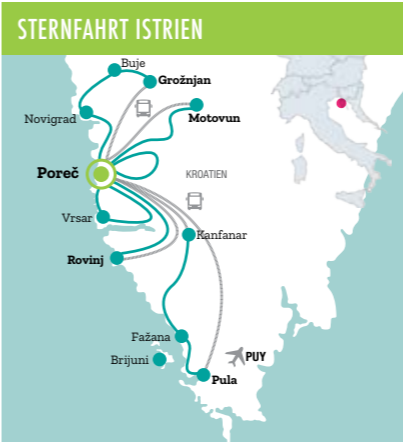 STERNFAHRT ISTRIEN
Buje
Grožnjan
Novigrad
Motovun
Poreč
KROATIEN
Vrsar
Kanfanar
Rovinj
Fažana
Brijuni
PUY
Pula